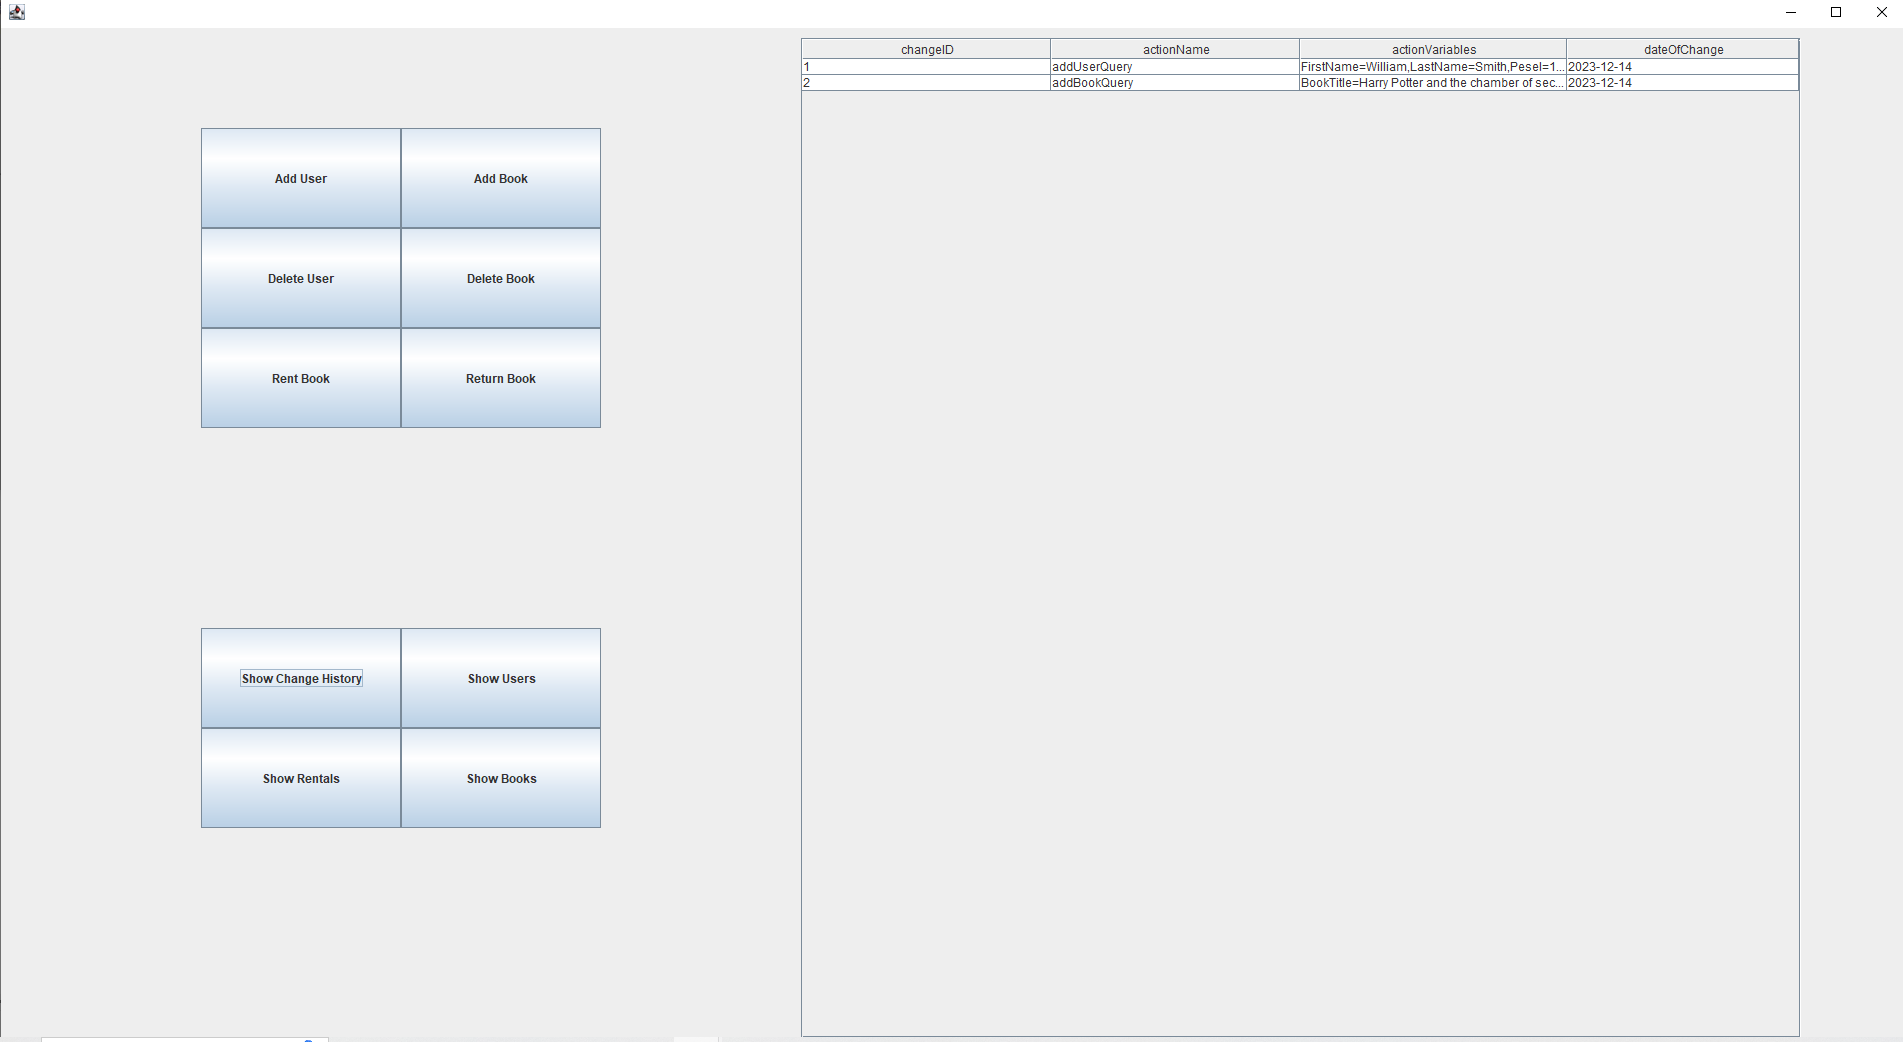 changeID actionName actionVariables dateOfChange
1 addUserQuery FirstName=William,LastName=Smith,Pesel=1... 2023-12-14
2 addBookQuery BookTitle=Harry Potter and the chamber of sec... 2023-12-14
Add User Add Book
Delete User Delete Book
Rent Book Return Book
Show Change History Show Users
Show Rentals Show Books